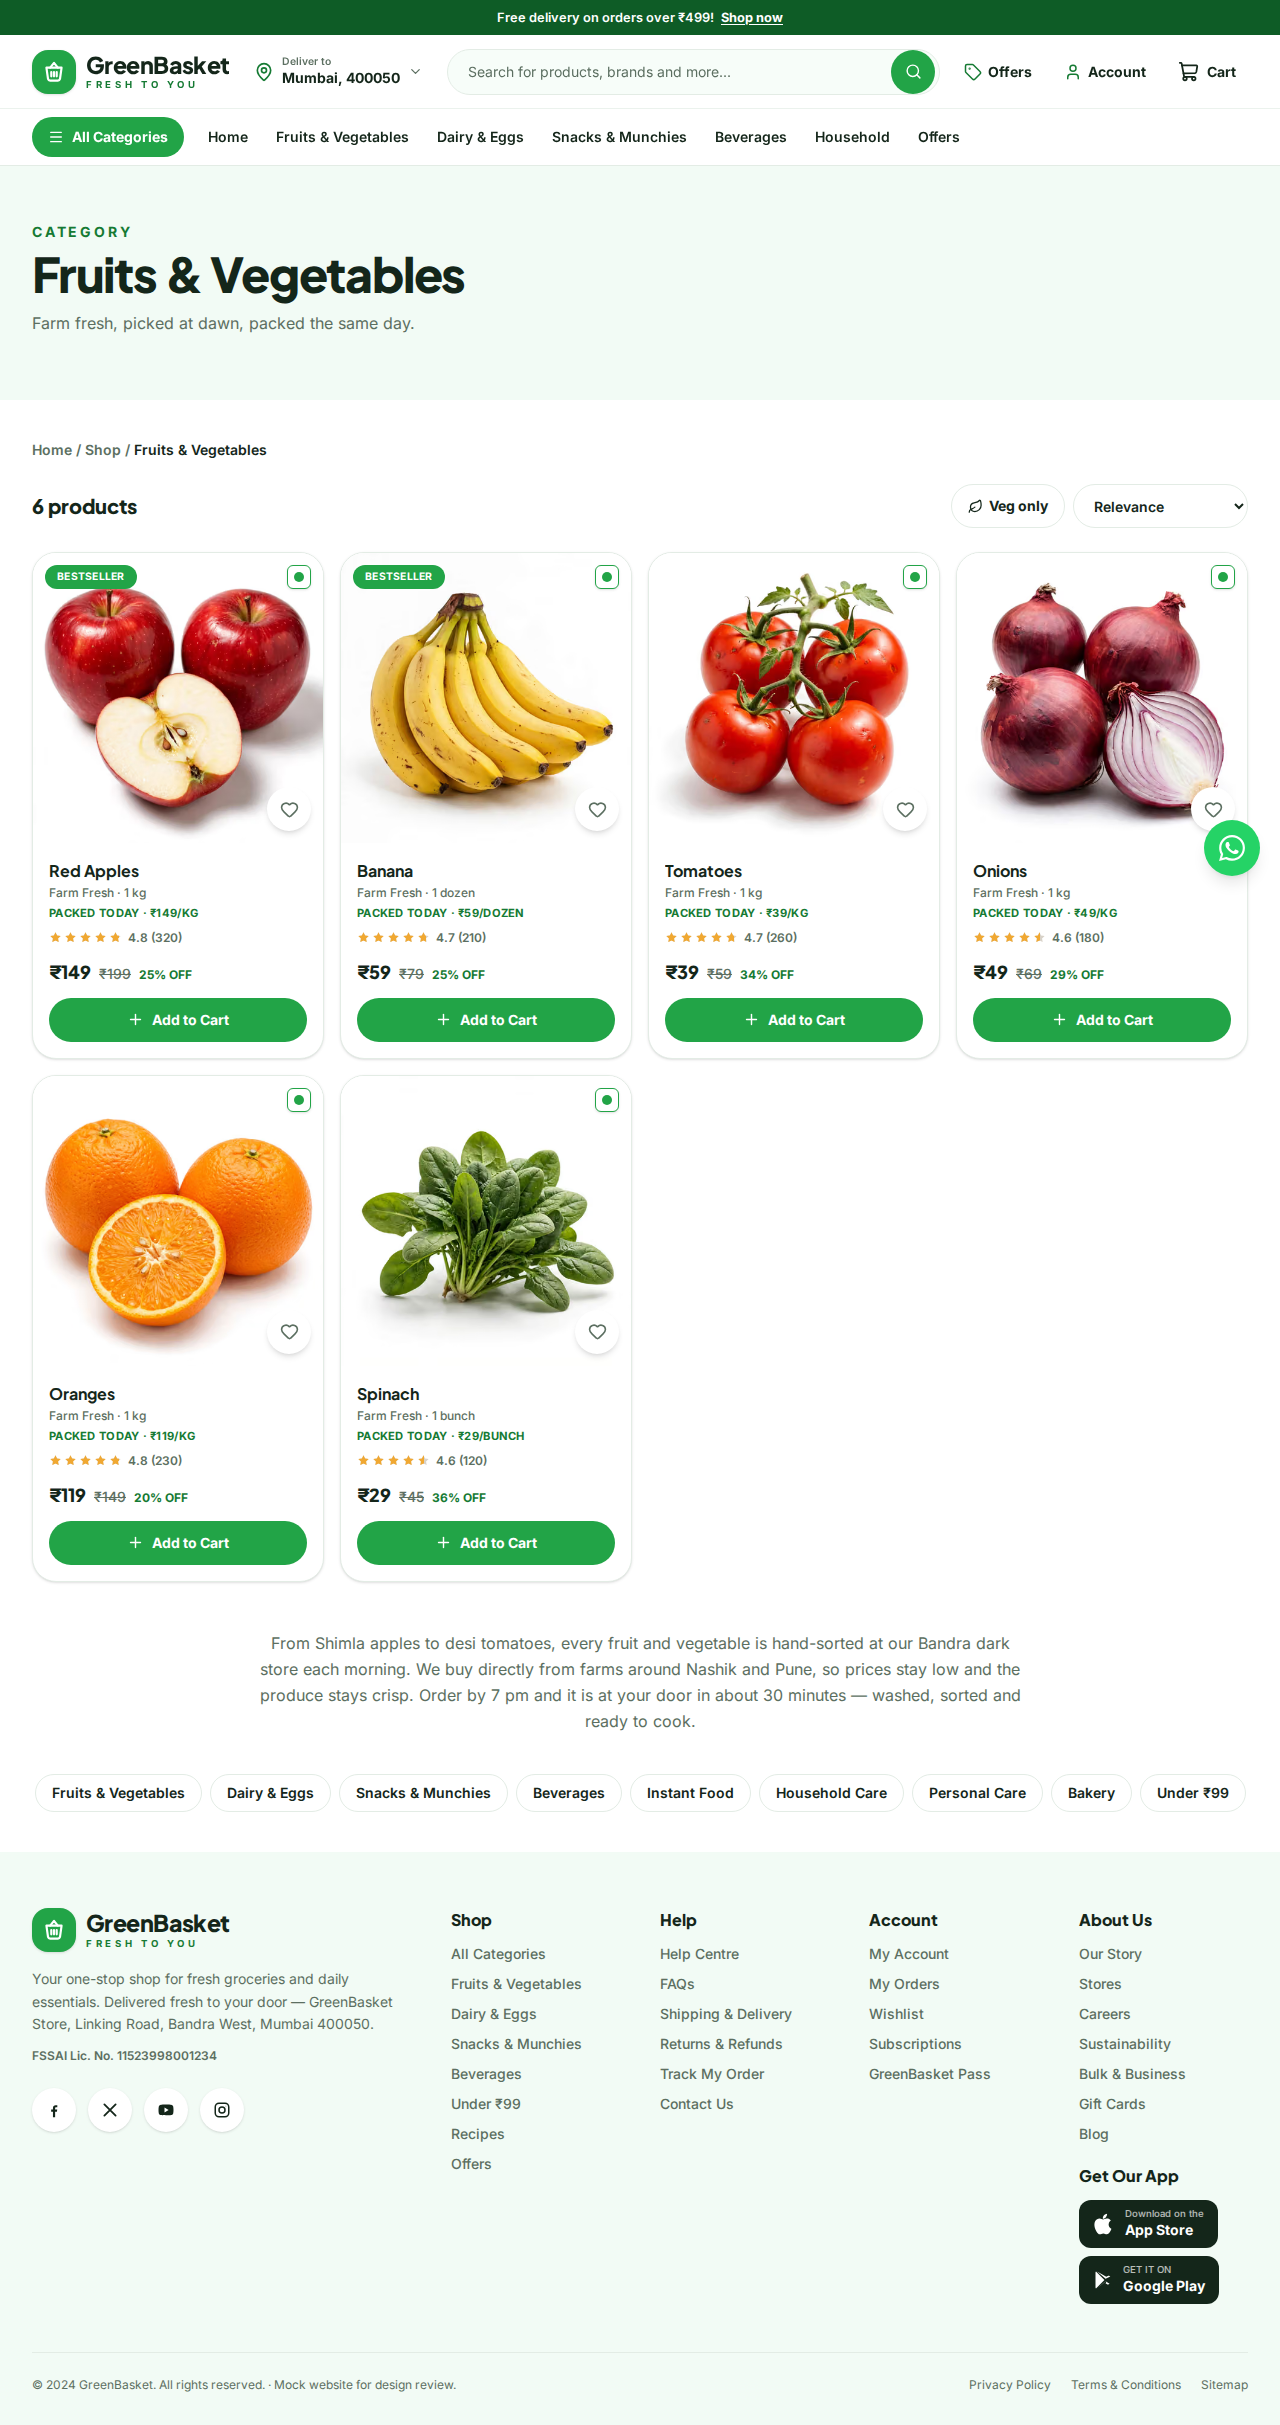 Free delivery on orders over ₹499! Shop now
GreenBasket
FRESH TO YOU
Deliver to
Mumbai, 400050
Search for products, brands and more...
Offers
Account
Cart
All Categories
Home
Fruits & Vegetables
Dairy & Eggs
Snacks & Munchies
Beverages
Household
Offers
CATEGORY
Fruits & Vegetables
Farm fresh, picked at dawn, packed the same day.
Home / Shop / Fruits & Vegetables
6 products
Veg only
Relevance
BESTSELLER
Red Apples
Farm Fresh · 1 kg
PACKED TODAY · ₹149/KG
4.8 (320)
₹149 ₹199 25% OFF
Add to Cart
BESTSELLER
Banana
Farm Fresh · 1 dozen
PACKED TODAY · ₹59/DOZEN
4.7 (210)
₹59 ₹79 25% OFF
Add to Cart
Tomatoes
Farm Fresh · 1 kg
PACKED TODAY · ₹39/KG
4.7 (260)
₹39 ₹59 34% OFF
Add to Cart
Onions
Farm Fresh · 1 kg
PACKED TODAY · ₹49/KG
4.6 (180)
₹49 ₹69 29% OFF
Add to Cart
Oranges
Farm Fresh · 1 kg
PACKED TODAY · ₹119/KG
4.8 (230)
₹119 ₹149 20% OFF
Add to Cart
Spinach
Farm Fresh · 1 bunch
PACKED TODAY · ₹29/BUNCH
4.6 (120)
₹29 ₹45 36% OFF
Add to Cart
From Shimla apples to desi tomatoes, every fruit and vegetable is hand-sorted at our Bandra dark
store each morning. We buy directly from farms around Nashik and Pune, so prices stay low and the
produce stays crisp. Order by 7 pm and it is at your door in about 30 minutes — washed, sorted and
ready to cook.
Fruits & Vegetables
Dairy & Eggs
Snacks & Munchies
Beverages
Instant Food
Household Care
Personal Care
Bakery
Under ₹99
GreenBasket
FRESH TO YOU
Your one-stop shop for fresh groceries and daily
essentials. Delivered fresh to your door — GreenBasket
Store, Linking Road, Bandra West, Mumbai 400050.
FSSAI Lic. No. 11523998001234
Shop
All Categories
Fruits & Vegetables
Dairy & Eggs
Snacks & Munchies
Beverages
Under ₹99
Recipes
Offers
Help
Help Centre
FAQs
Shipping & Delivery
Returns & Refunds
Track My Order
Contact Us
Account
My Account
My Orders
Wishlist
Subscriptions
GreenBasket Pass
About Us
Our Story
Stores
Careers
Sustainability
Bulk & Business
Gift Cards
Blog
Get Our App
Download on the
App Store
GET IT ON
Google Play
© 2024 GreenBasket. All rights reserved. · Mock website for design review.
Privacy Policy
Terms & Conditions
Sitemap